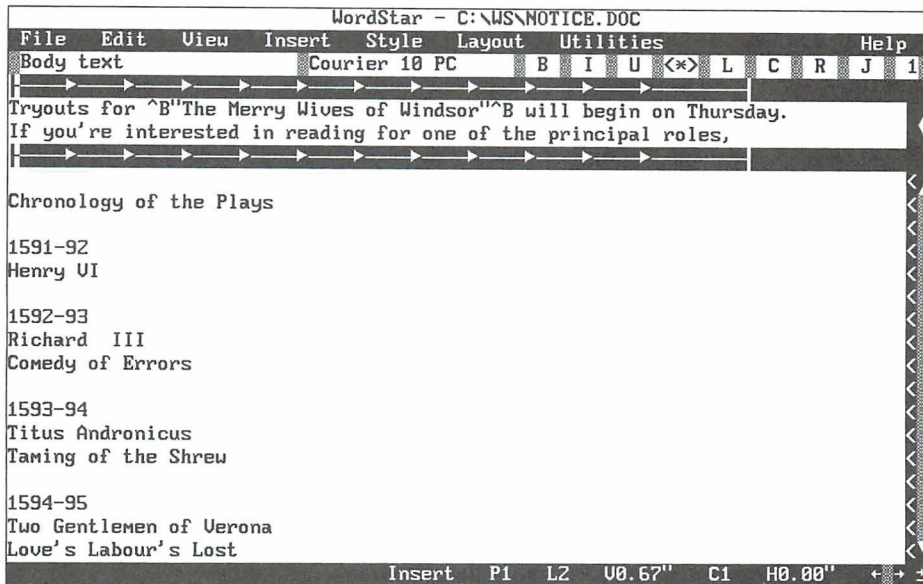 WordStar - C:\WS\NOTICE.DOC
File Edit View Insert Style Layout Utilities Help
Body text Courier 10 PC B I U <*> L C R J 1
Tryouts for ^B"The Merry Wives of Windsor"^B will begin on Thursday.
If you're interested in reading for one of the principal roles,
Chronology of the Plays
1591-92
Henry VI
1592-93
Richard  III
Comedy of Errors
1593-94
Titus Andronicus
Taming of the Shrew
1594-95
Two Gentlemen of Verona
Love's Labour's Lost
Insert P1 L2 V0.67" C1 H0.00"